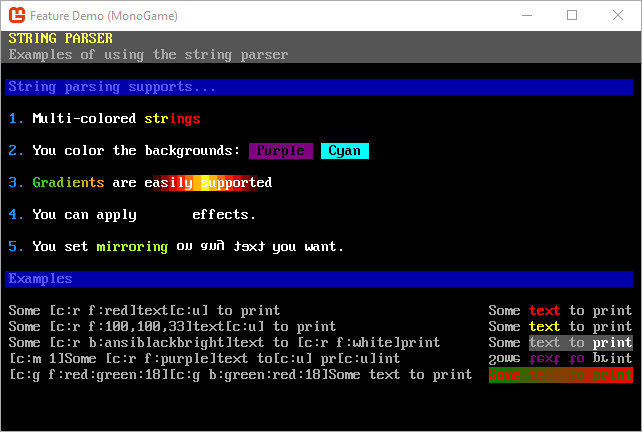 Feature Demo (MonoGame)
STRING PARSER
Examples of using the string parser
String parsing supports...
1. Multi-colored strings
2. You color the backgrounds: Purple Cyan
3. Gradients are easily supported
4. You can apply effects.
5. You set mirroring on any text you want.
Examples
Some [c:r f:red]text[c:u] to print Some text to print
Some [c:r f:100,100,33]text[c:u] to print Some text to print
Some [c:r b:ansiblackbright]text to [c:r f:white]print Some text to print
[c:m 1]Some [c:r f:purple]text to[c:u] pr[c:u]int Some text to print
[c:g f:red:green:18][c:g b:green:red:18]Some text to print Some text to print